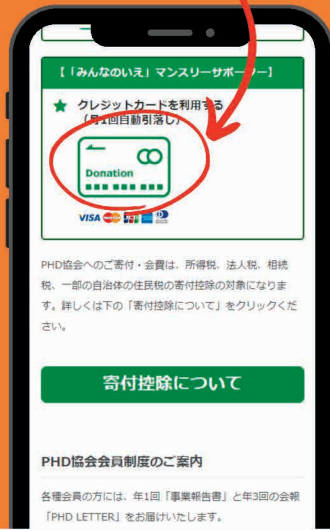 【「みんなのいえ」マンスリーサポーター】
★ クレジットカードを利用する
（月1回自動引落し）
Donation
VISA
PHD協会へのご寄付・会費は、所得税、法人税、相続
税、一部の自治体の住民税の寄付控除の対象になりま
す。詳しくは下の「寄付控除について」をクリックくだ
さい。
寄付控除について
PHD協会会員制度のご案内
各種会員の方には、年1回「事業報告書」と年3回の会報
「PHD LETTER」をお届けいたします。